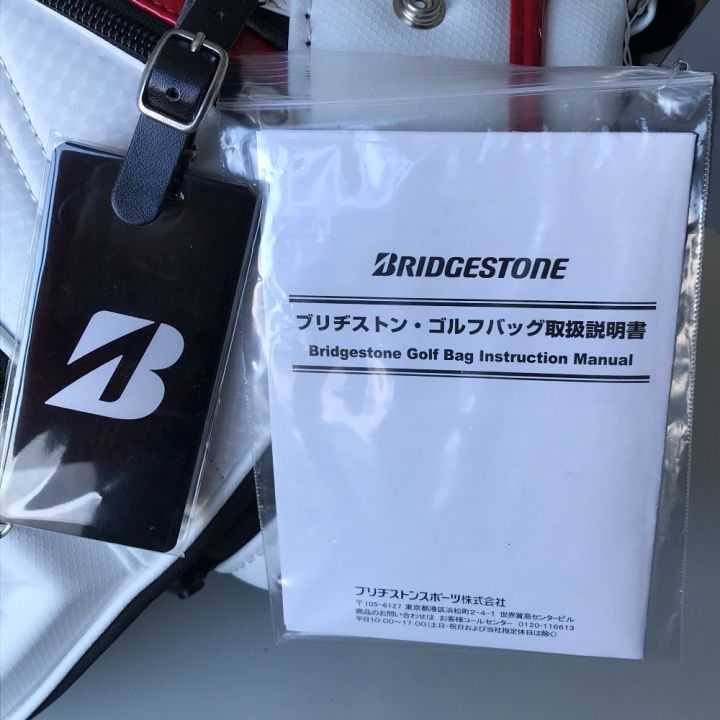 BRIDGESTONE
ブリヂストン・ゴルフバッグ取扱説明書
Bridgestone Golf Bag Instruction Manual
ブリヂストンスポーツ株式会社
〒105-6127 東京都港区浜松町2-4-1 世界貿易センタービル
商品のお問い合わせは お客様コールセンター 0120-116613
平日10:00〜17:00(土日・祝日および当社指定休日は除く)
B